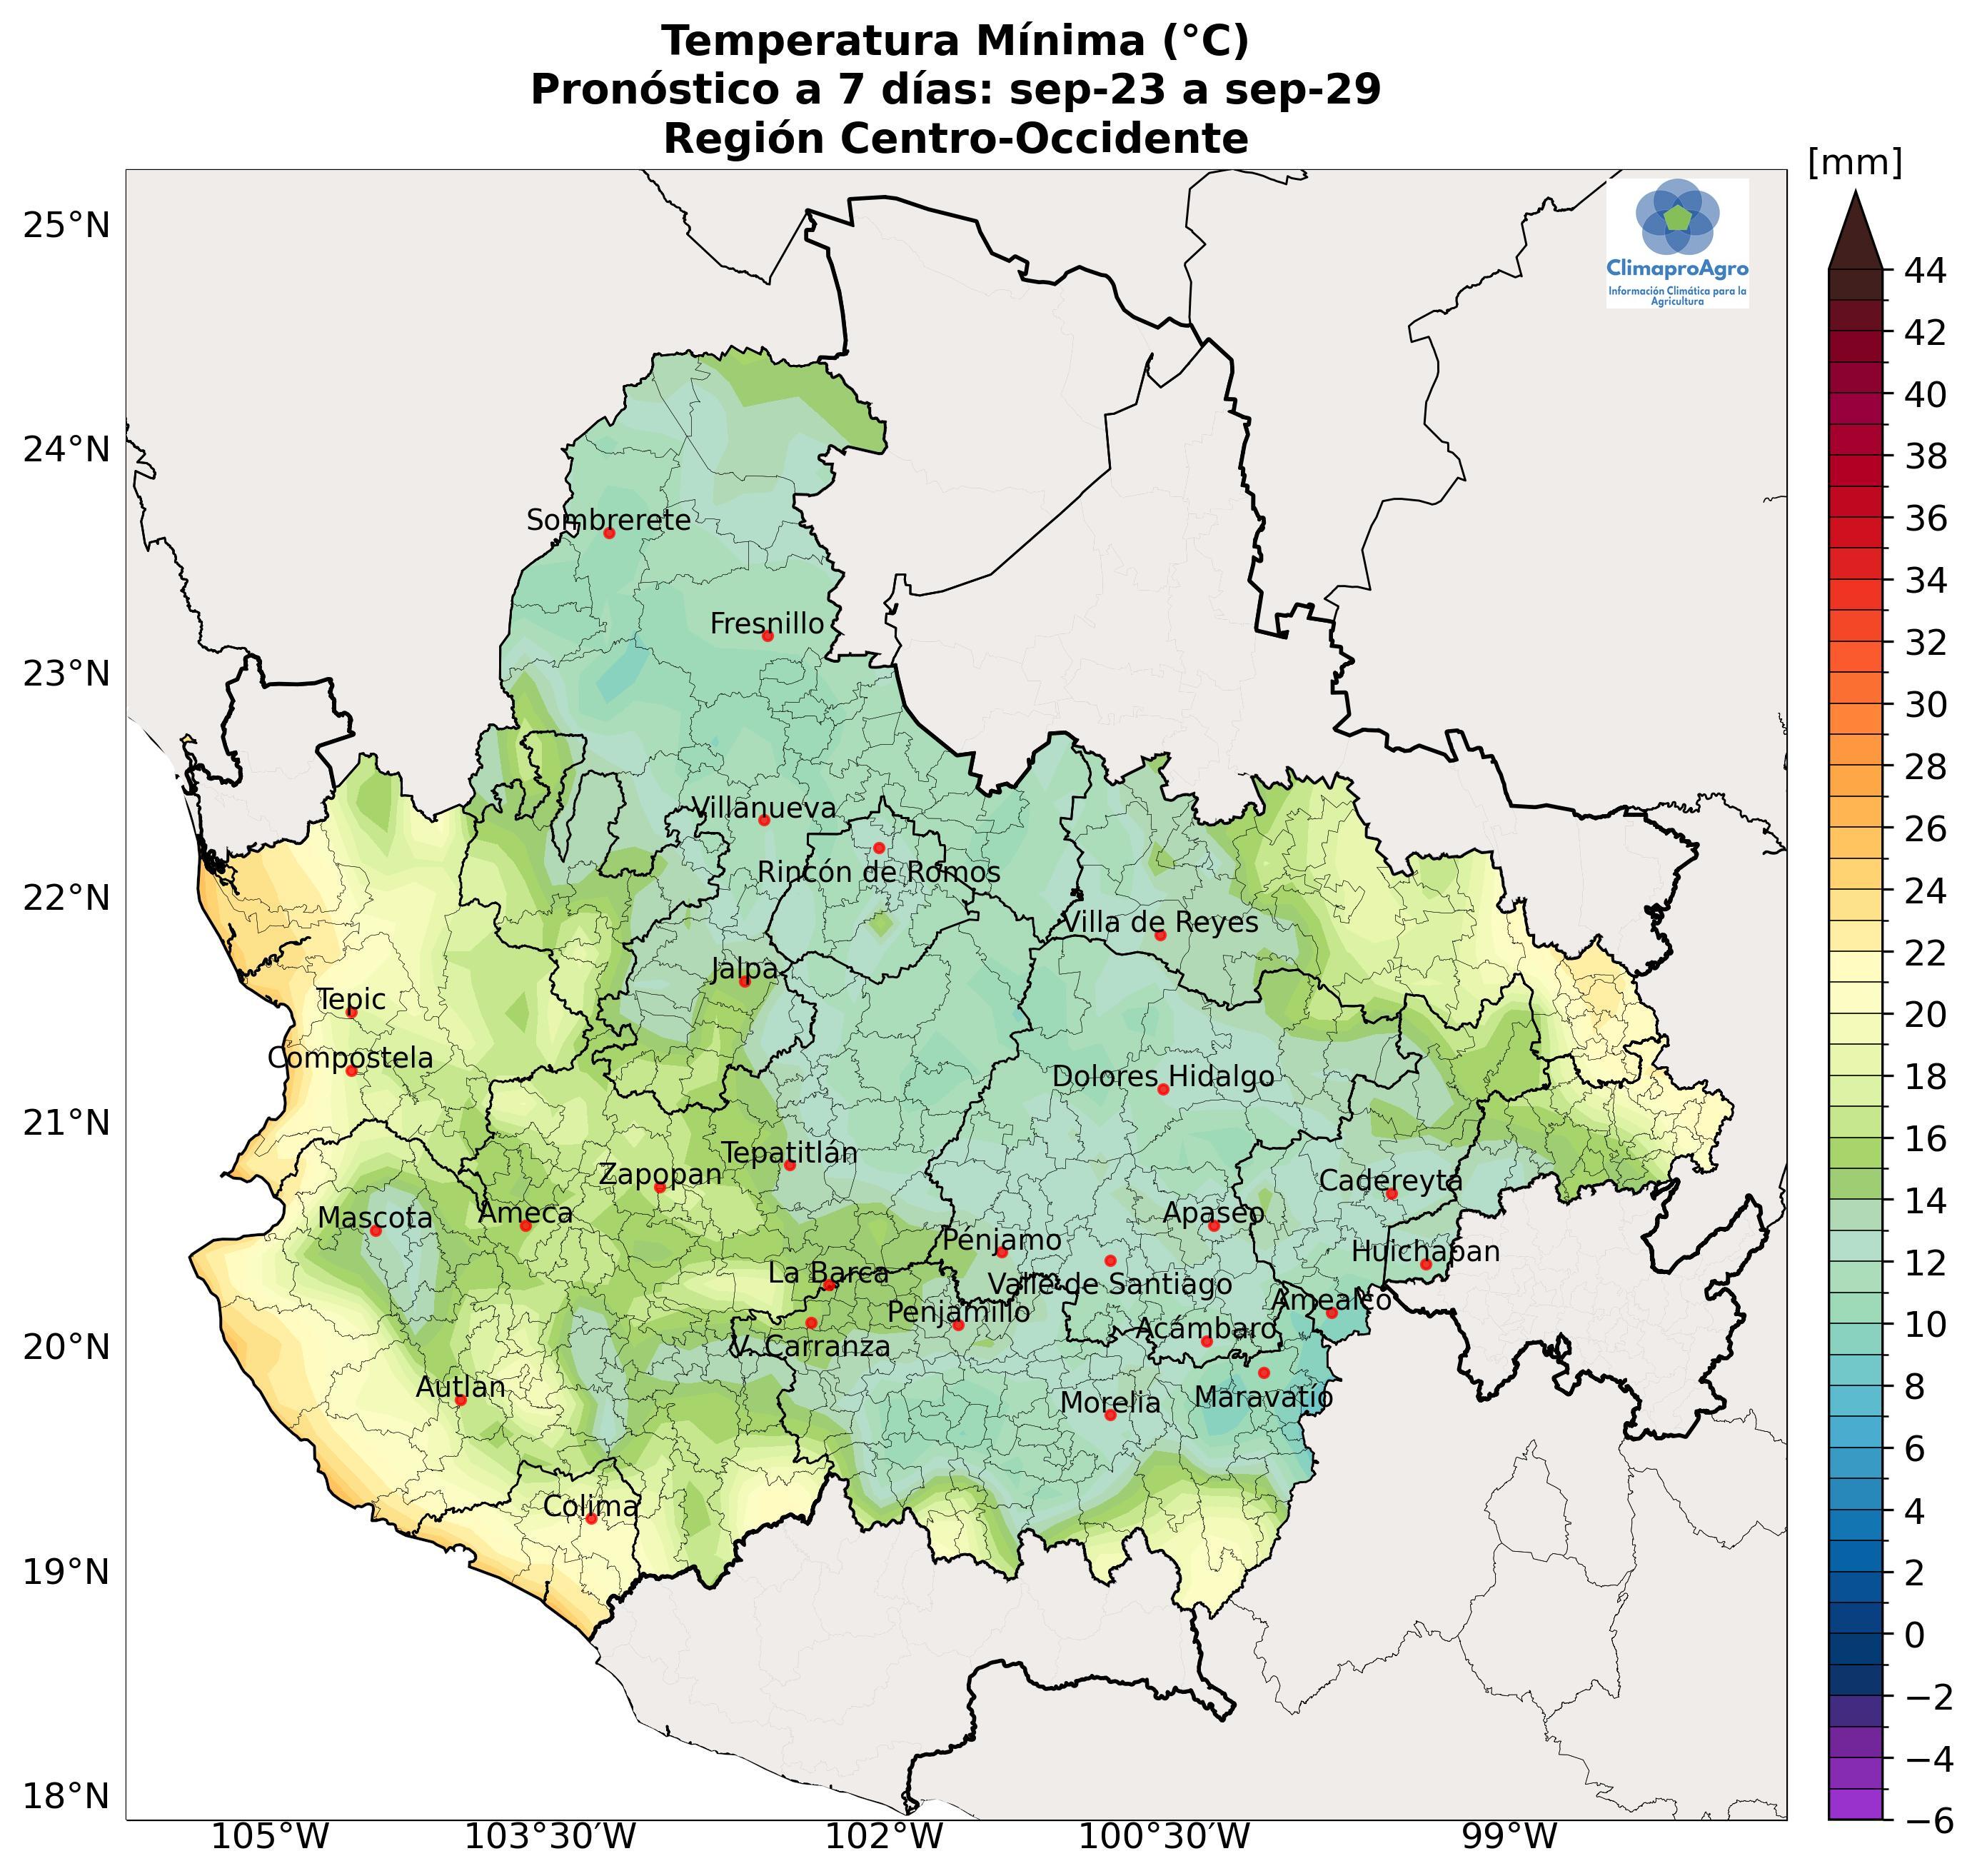 Temperatura Mínima (°C)
Pronóstico a 7 días: sep-23 a sep-29
Región Centro-Occidente
[mm]
ClimaproAgro
Información Climática para la
Agricultura
25°N
24°N
23°N
22°N
21°N
20°N
19°N
18°N
Sombrerete
Fresnillo
Villanueva
Rincón de Romos
Villa de Reyes
Jalpa
Tepic
Compostela
Dolores Hidalgo
Tepatitlán
Zapopan
Cadereyta
Mascota
Ameca
Apaseo
Pénjamo
Huichapan
La Barca
Valle de Santiago
Amealco
Penjamillo
Acámbaro
V. Carranza
Autlan
Maravatío
Morelia
Colima
105°W
103°30′W
102°W
100°30′W
99°W
44
42
40
38
36
34
32
30
28
26
24
22
20
18
16
14
12
10
8
6
4
2
0
−2
−4
−6